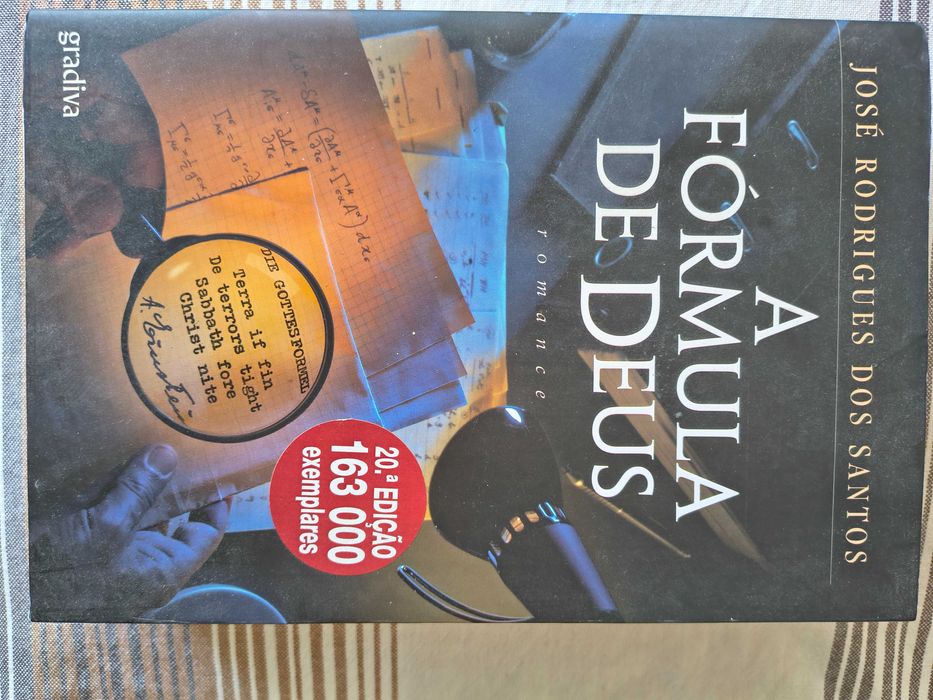 JOSÉ RODRIGUES DOS SANTOS
A
FÓRMULA
DE DEUS
romance
DIE GOTTESFORMEL
Terra if fin
De terrors tight
Sabbath fore
Christ nite
A. Einstein
20.ª EDIÇÃO
163 000
exemplares
gradiva